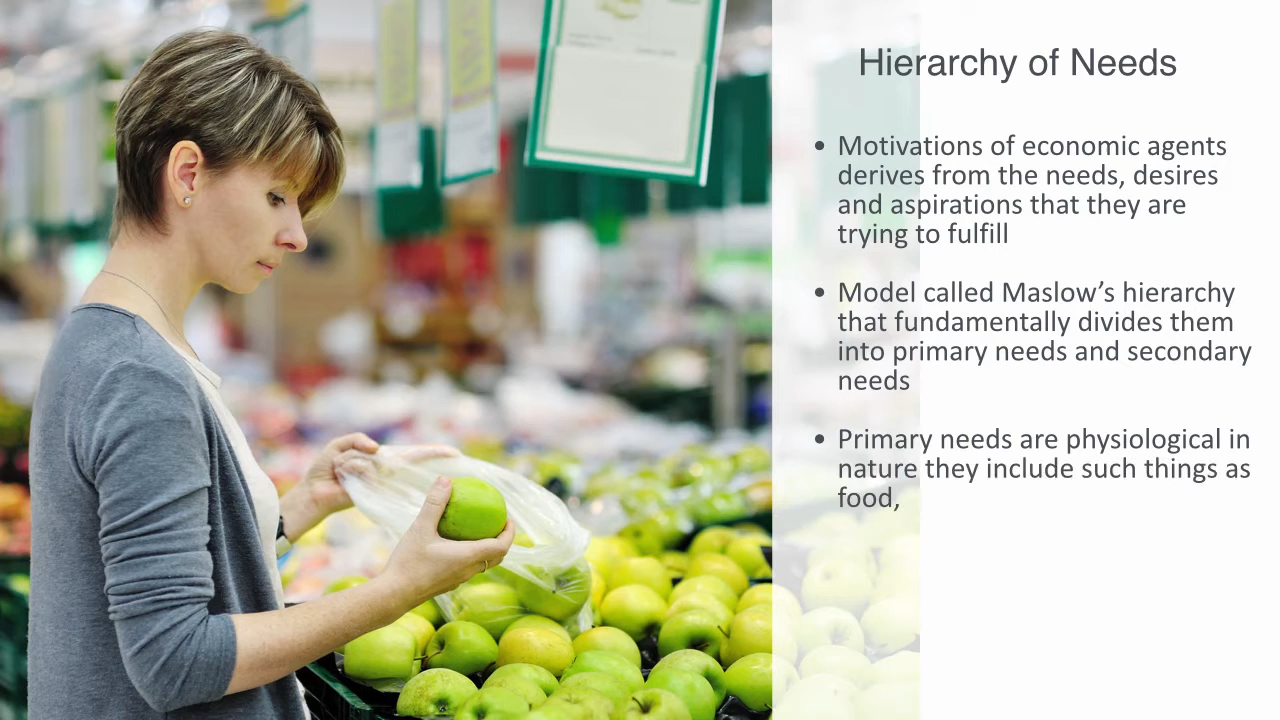 Hierarchy of Needs
• Motivations of economic agents
derives from the needs, desires
and aspirations that they are
trying to fulfill
• Model called Maslow’s hierarchy
that fundamentally divides them
into primary needs and secondary
needs
• Primary needs are physiological in
nature they include such things as
food,